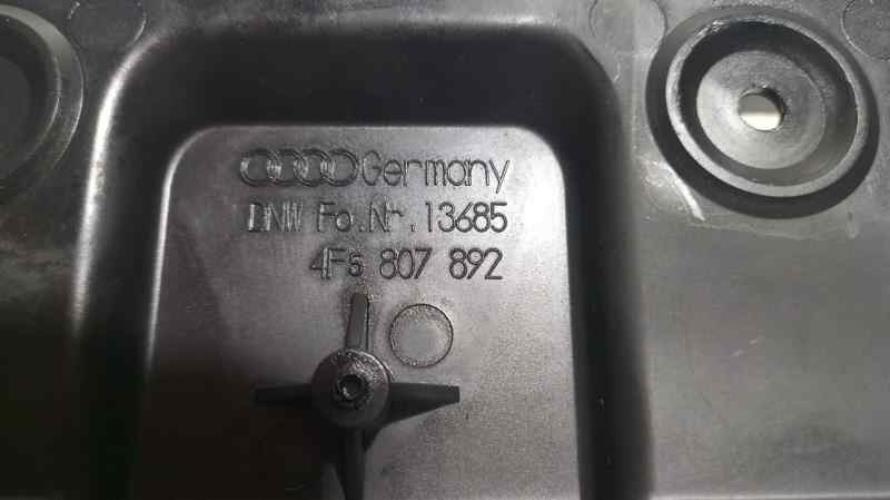 Germany
DNW Fo.Nr.13685
4F5 807 892